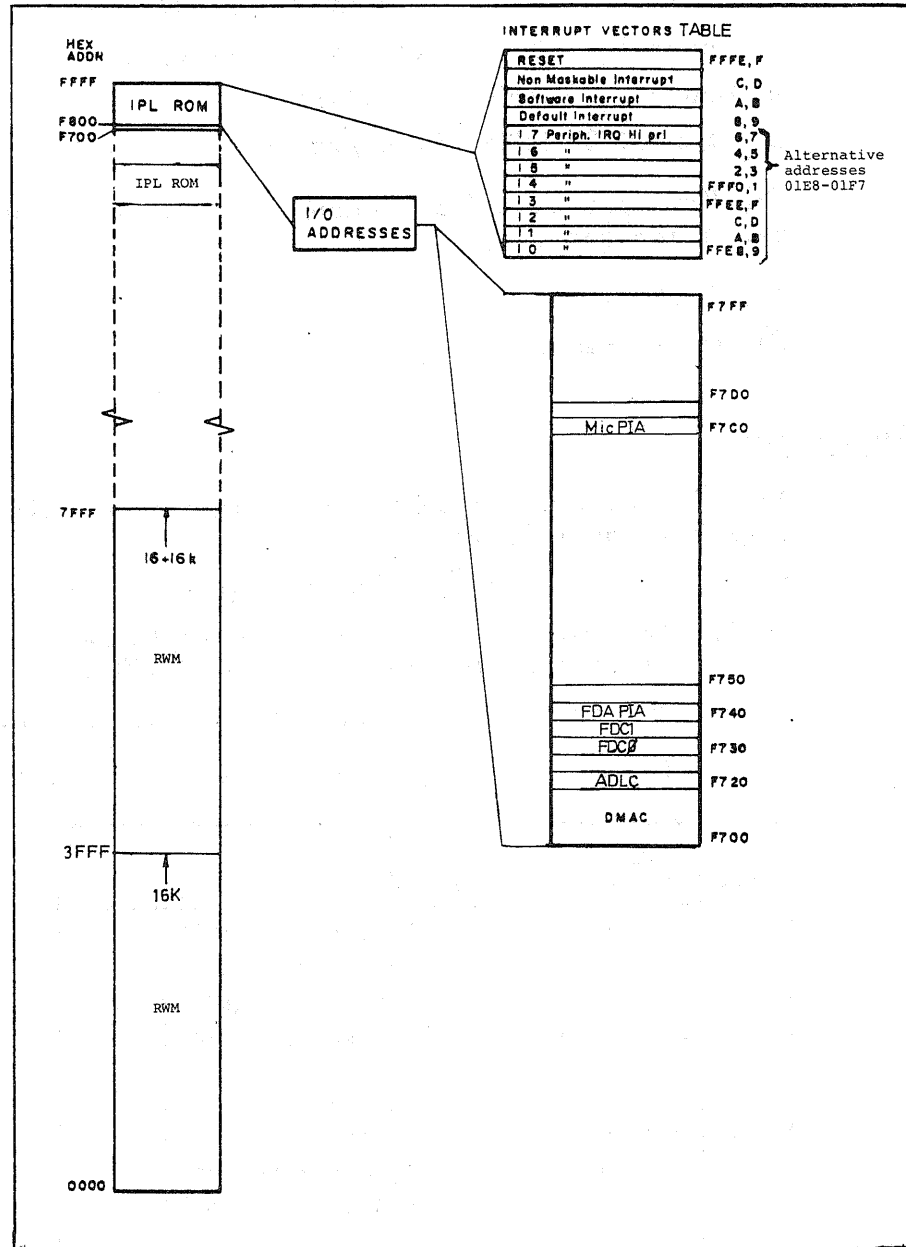 HEX
ADDR
FFFF
IPL ROM
F800
F700
IPL ROM
I/O
ADDRESSES
7FFF
16+16k
RWM
3FFF
16K
RWM
0000
INTERRUPT VECTORS TABLE
RESET FFFE,F
Non Maskable Interrupt C,D
Software Interrupt A,B
Default Interrupt 8,9
I 7 Periph. IRQ Hi pri 6,7
I 6 " 4,5
I 5 " 2,3
I 4 " FFF0,1
I 3 " FFEE,F
I 2 " C,D
I 1 " A,B
I 0 " FFE8,9
Alternative
addresses
01E8-01F7
F7FF
F7D0
MicPIA F7C0
F750
FDA PIA F740
FDC1
FDCØ F730
ADLC F720
DMAC
F700